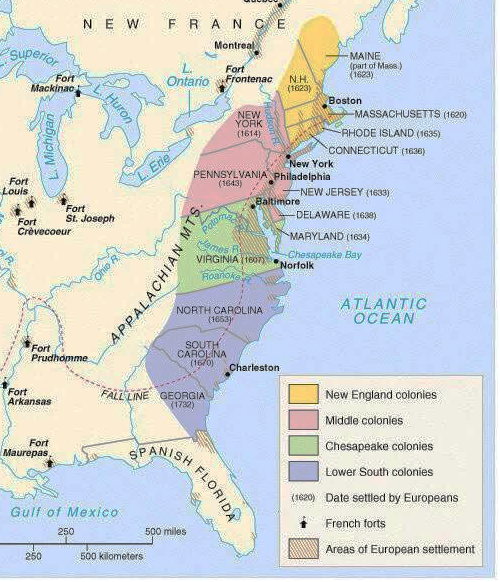 Quebec
NEW FRANCE
Montreal
Superior
L.
Ontario
Fort
Frontenac
MAINE
(part of Mass.)
(1623)
N.H.
(1623)
Fort
Mackinac
L. Huron
L. Michigan
Boston
MASSACHUSETTS (1620)
NEW
YORK
(1614)
Hudson R.
RHODE ISLAND (1635)
CONNECTICUT (1636)
L. Erie
New York
PENNSYLVANIA
(1643)
Philadelphia
NEW JERSEY (1633)
Fort
Louis
Fort
St. Joseph
Fort
Crèvecoeur
Baltimore
DELAWARE (1638)
Potomac R.
MARYLAND (1634)
James R.
Chesapeake Bay
VIRGINIA (1607)
Norfolk
Roanoke R.
Ohio R.
APPALACHIAN MTS.
NORTH CAROLINA
(1653)
ATLANTIC
OCEAN
Fort
Prudhomme
SOUTH
CAROLINA
(1670)
Charleston
Fort
Arkansas
FALL LINE
GEORGIA
(1732)
Fort
Maurepas
SPANISH FLORIDA
Gulf of Mexico
250
500 miles
250
500 kilometers
New England colonies
Middle colonies
Chesapeake colonies
Lower South colonies
(1620) Date settled by Europeans
French forts
Areas of European settlement